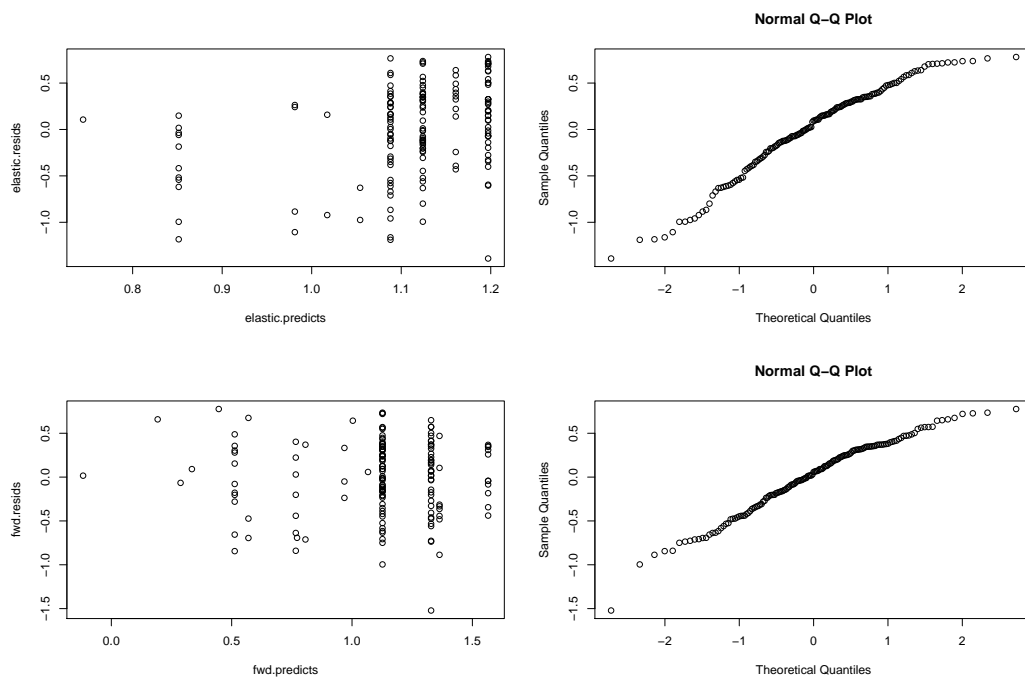 Normal Q−Q Plot
elastic.resids
0.5
0.0
−0.5
−1.0
0.8 0.9 1.0 1.1 1.2
elastic.predicts
Sample Quantiles
0.5
0.0
−0.5
−1.0
−2 −1 0 1 2
Theoretical Quantiles
Normal Q−Q Plot
fwd.resids
0.5
0.0
−0.5
−1.0
−1.5
0.0 0.5 1.0 1.5
fwd.predicts
Sample Quantiles
0.5
0.0
−0.5
−1.0
−1.5
−2 −1 0 1 2
Theoretical Quantiles